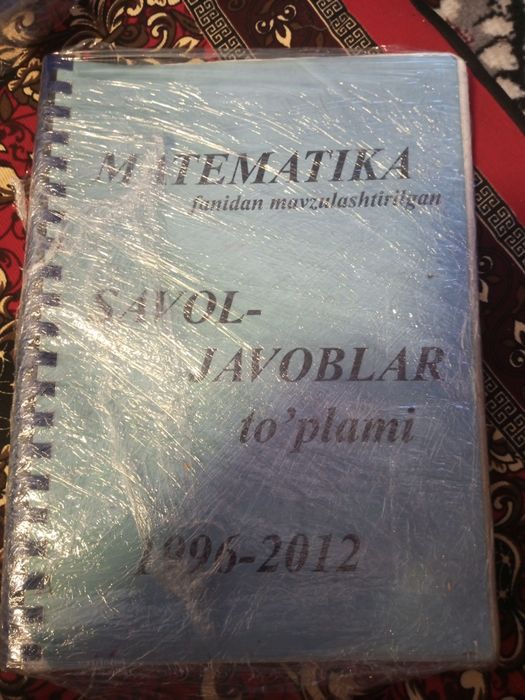 MATEMATIKA
fanidan mavzulashtirilgan
SAVOL-
JAVOBLAR
to'plami
1996-2012